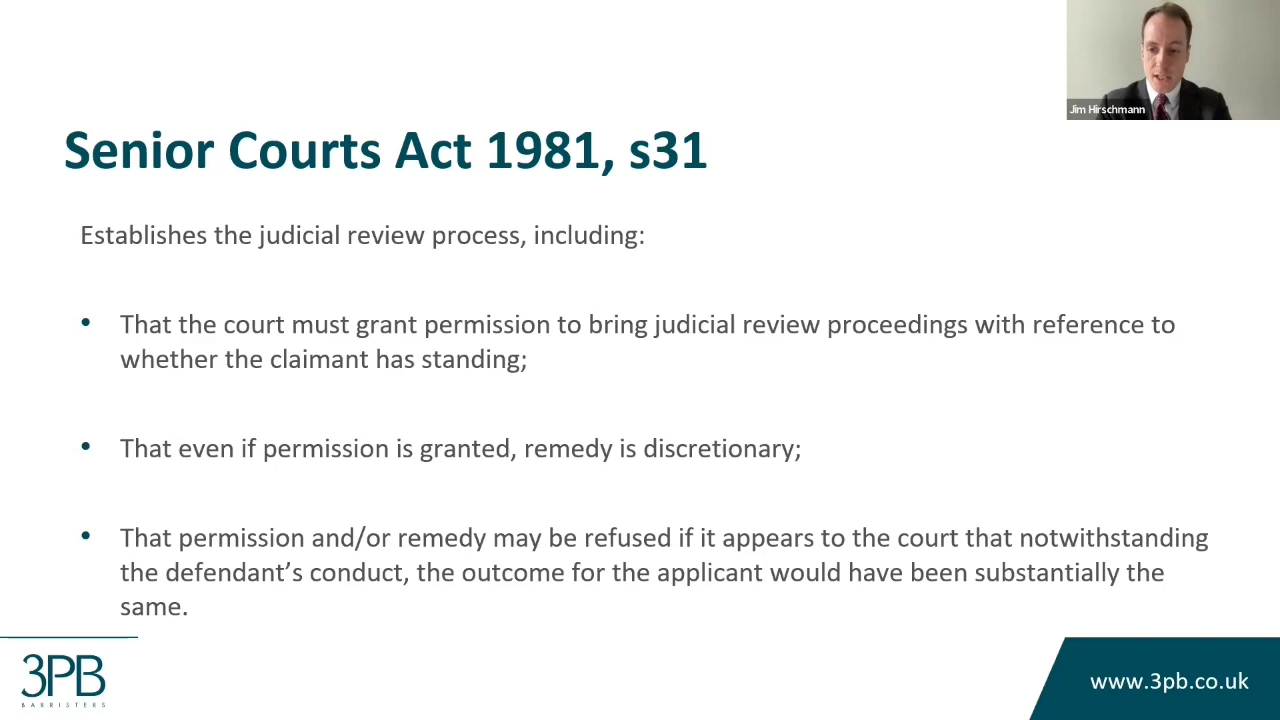 Jim Hirschmann
Senior Courts Act 1981, s31
Establishes the judicial review process, including:
• That the court must grant permission to bring judicial review proceedings with reference to
whether the claimant has standing;
• That even if permission is granted, remedy is discretionary;
• That permission and/or remedy may be refused if it appears to the court that notwithstanding
the defendant’s conduct, the outcome for the applicant would have been substantially the
same.
3PB
BARRISTERS
www.3pb.co.uk